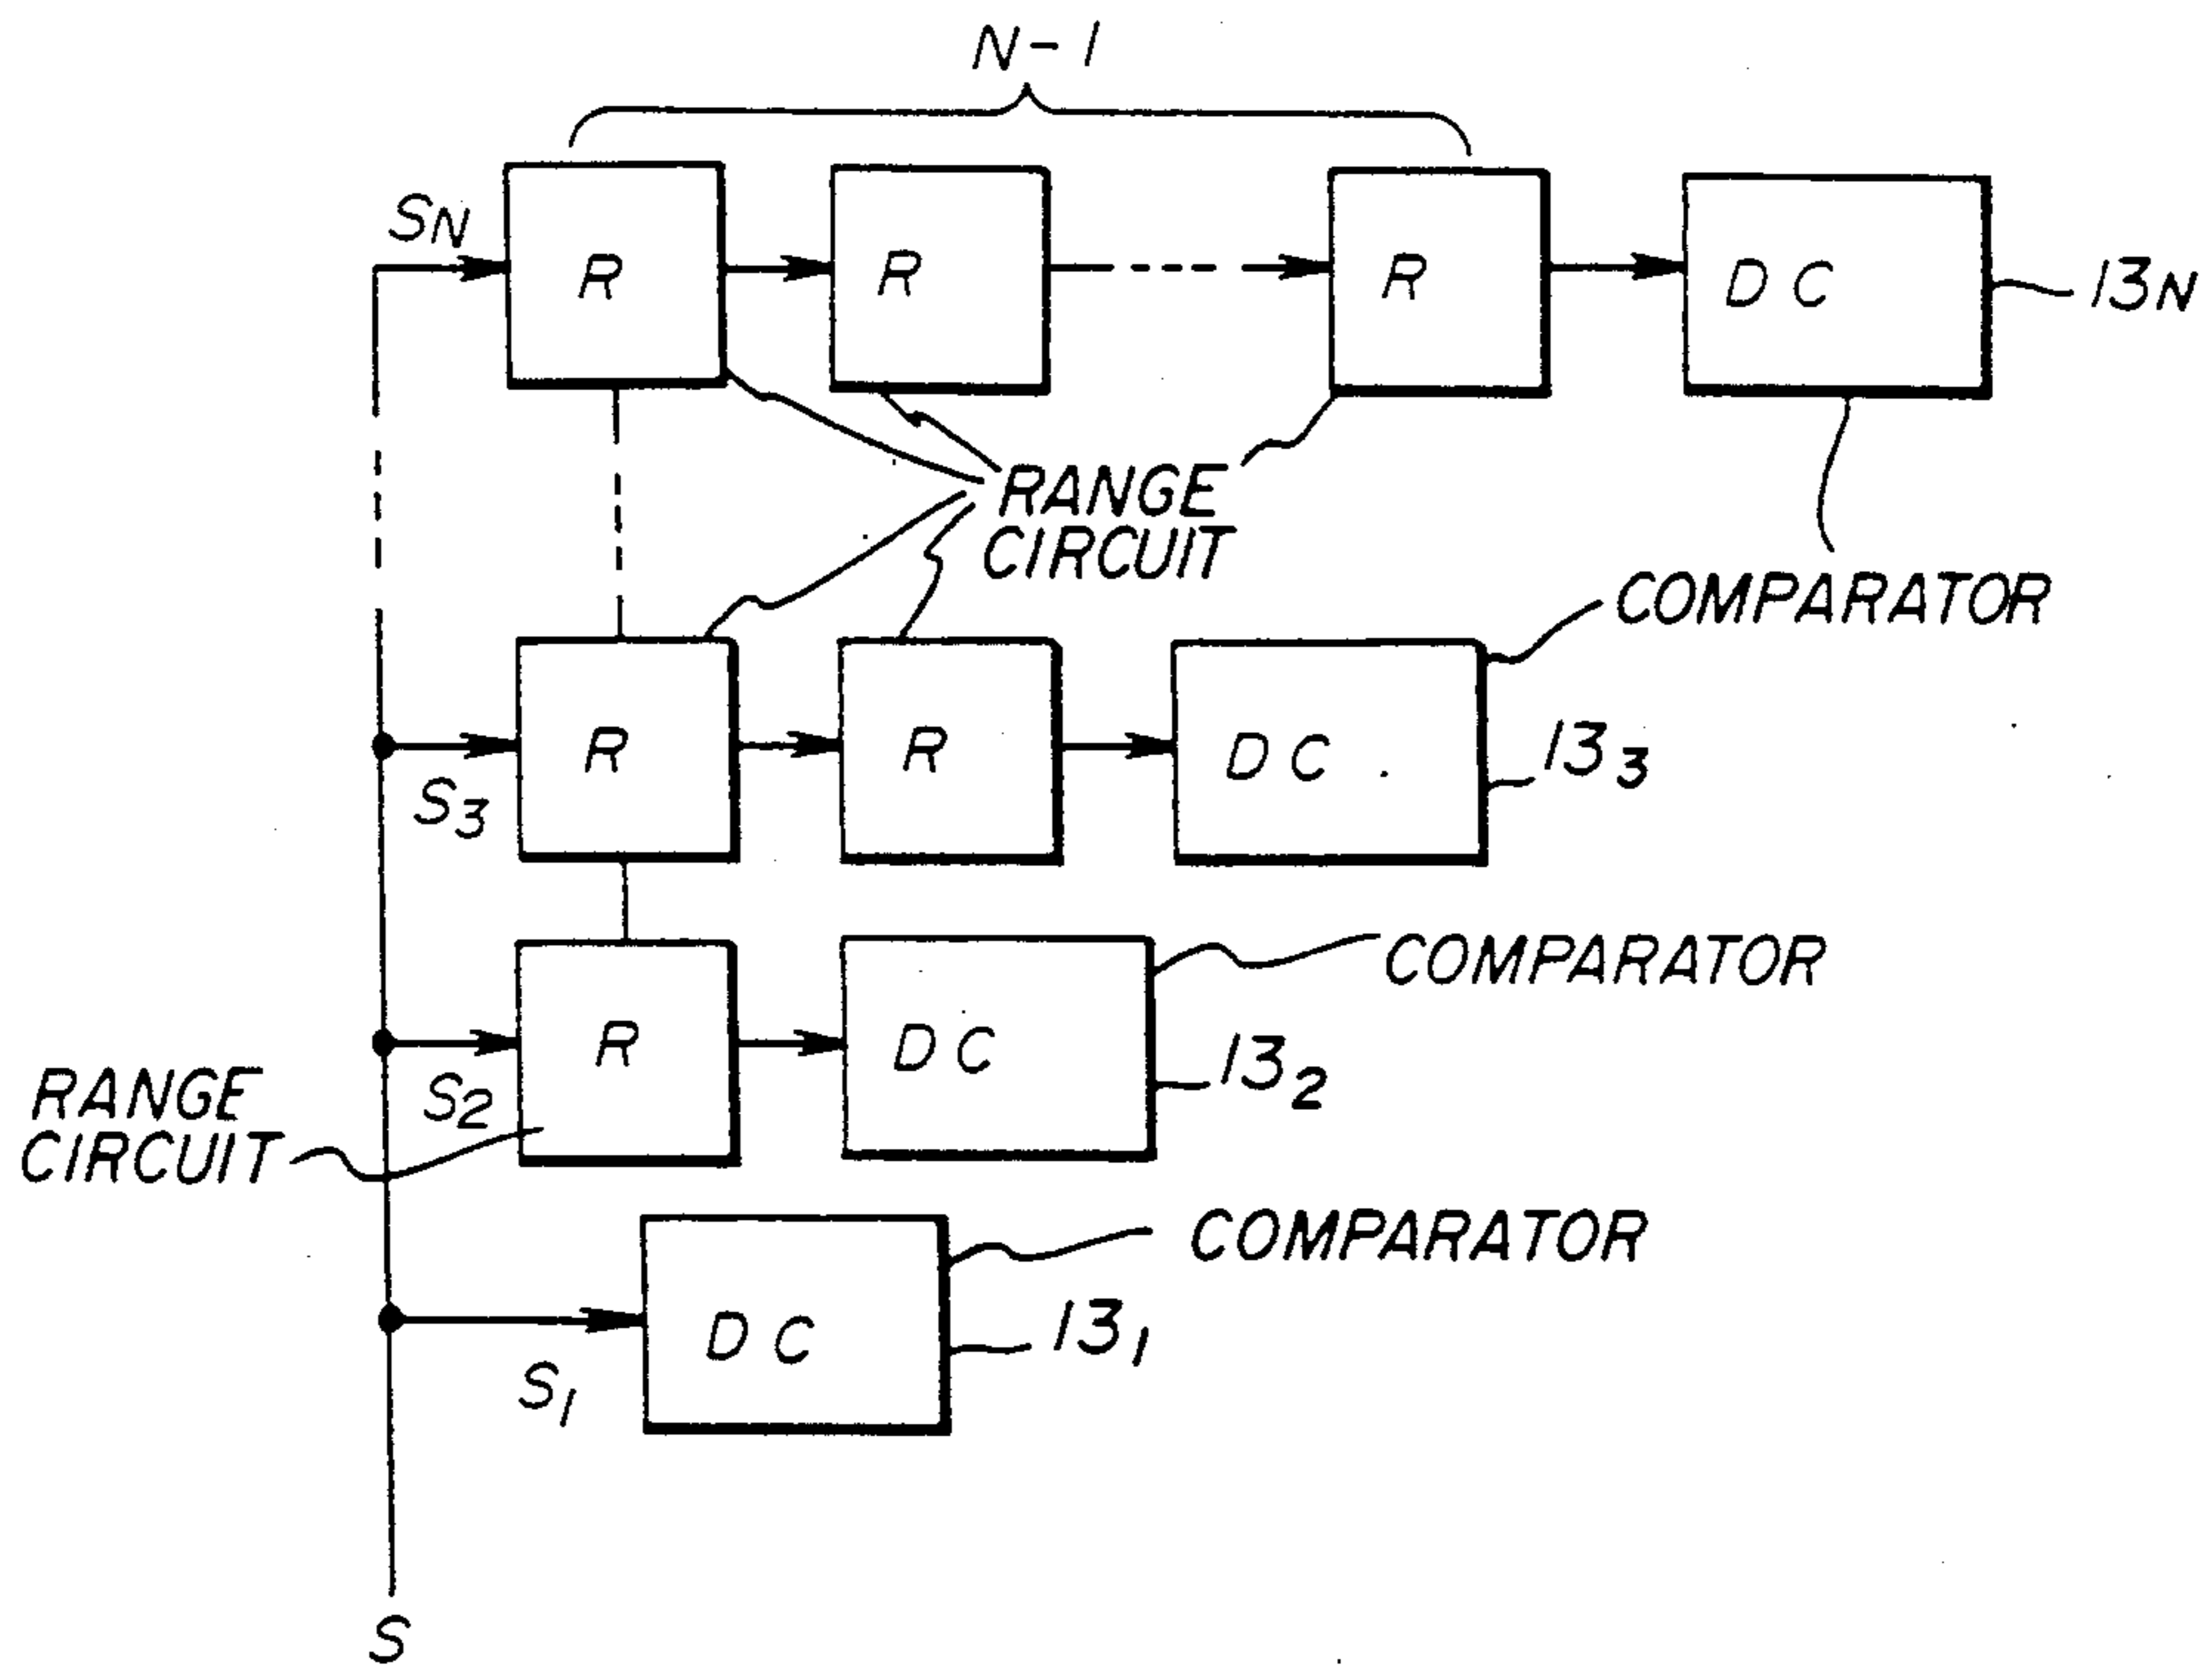 N-1
SN
R
R
R
DC
13N
RANGE
CIRCUIT
COMPARATOR
S3
R
R
DC
133
COMPARATOR
RANGE
CIRCUIT
S2
R
DC
132
COMPARATOR
S1
DC
131
S